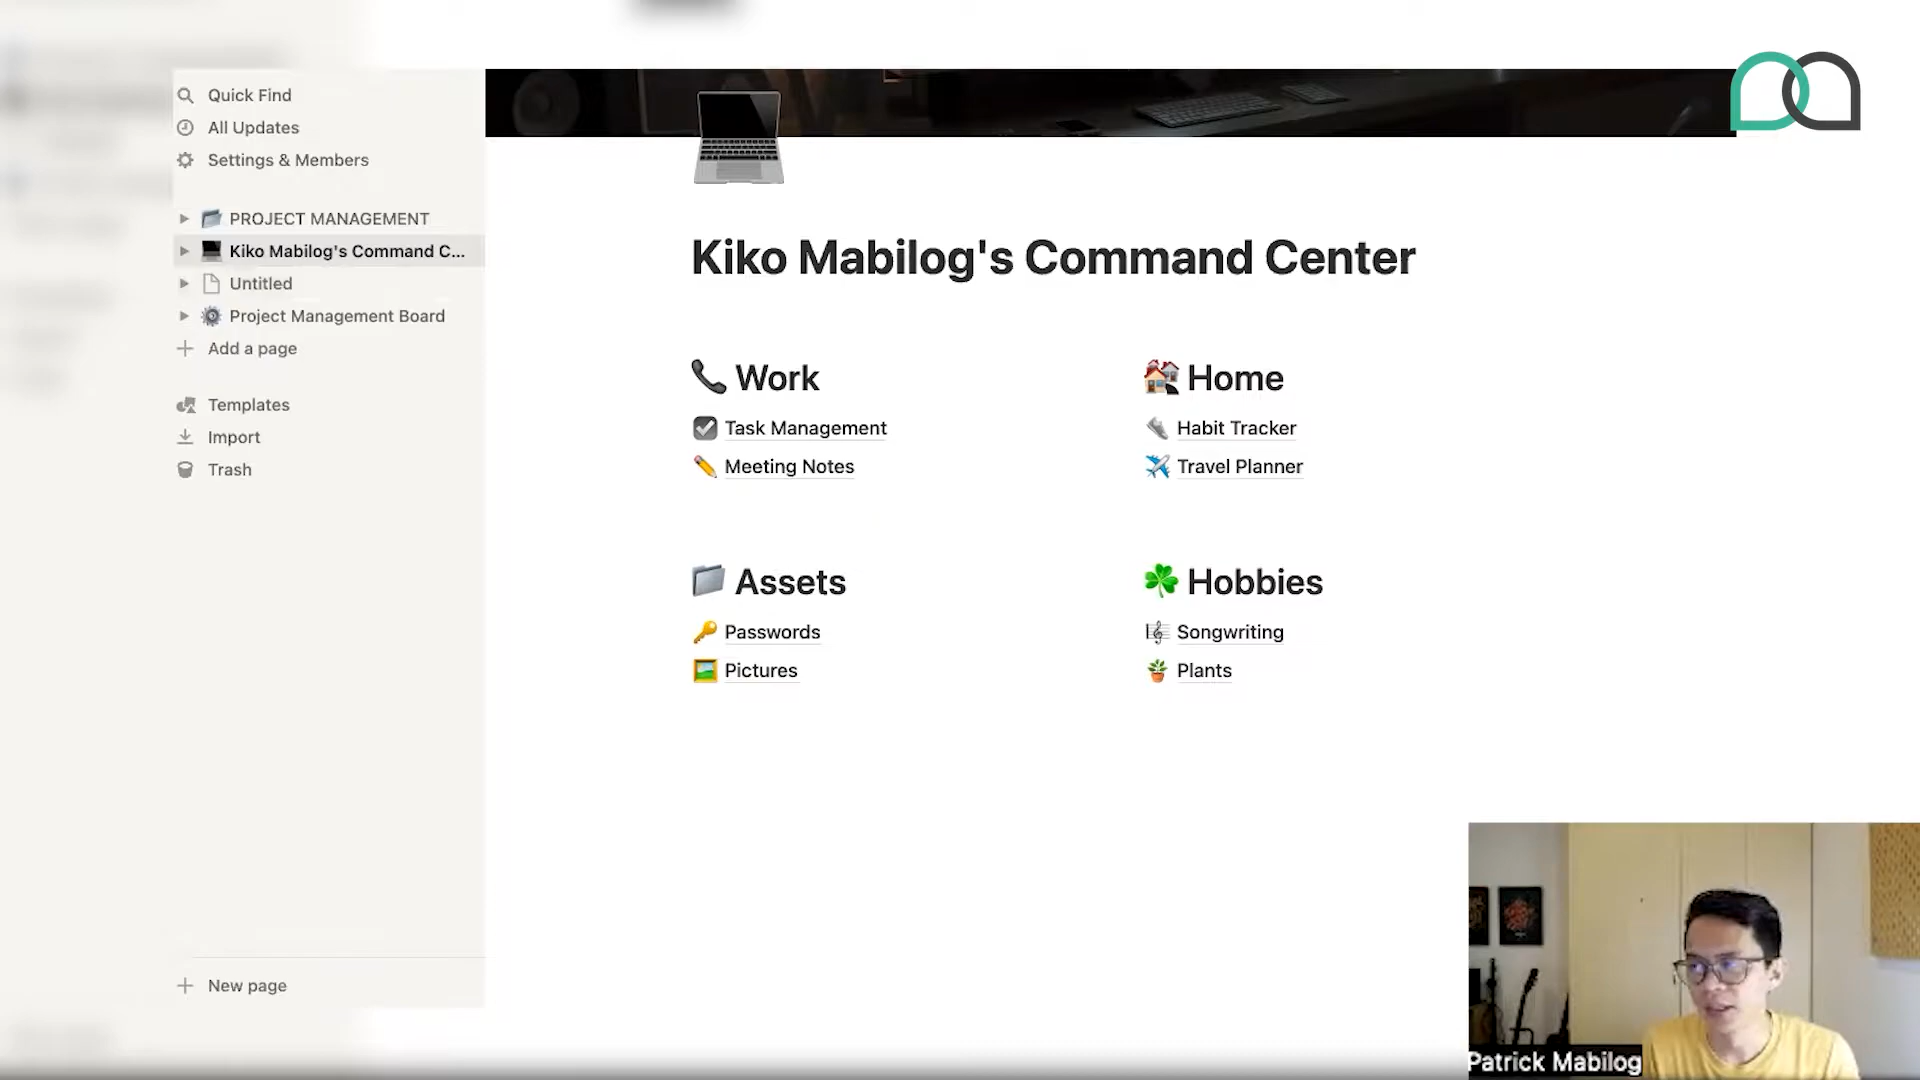 Quick Find
All Updates
Settings & Members
PROJECT MANAGEMENT
Kiko Mabilog's Command C...
Untitled
Project Management Board
Add a page
Templates
Import
Trash
New page
Kiko Mabilog's Command Center
Work
Task Management
Meeting Notes
Home
Habit Tracker
Travel Planner
Assets
Passwords
Pictures
Hobbies
Songwriting
Plants
Patrick Mabilog